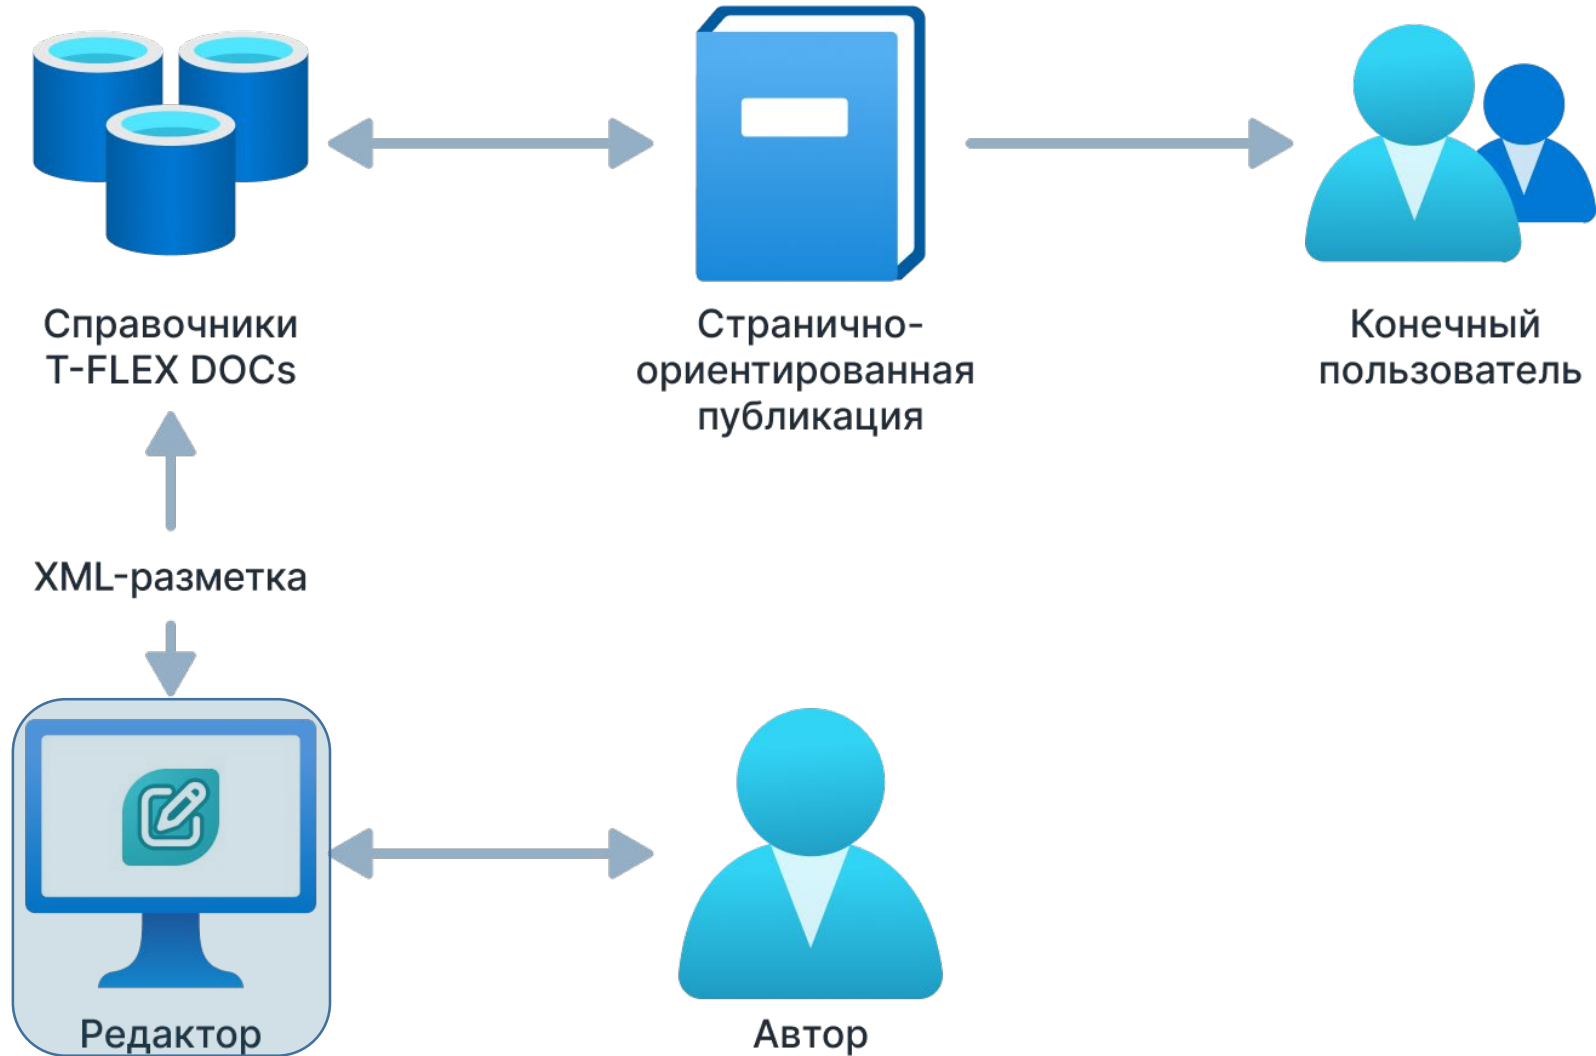 Справочники
T-FLEX DOCs
Странично-
ориентированная
публикация
Конечный
пользователь
XML-разметка
Редактор
Автор